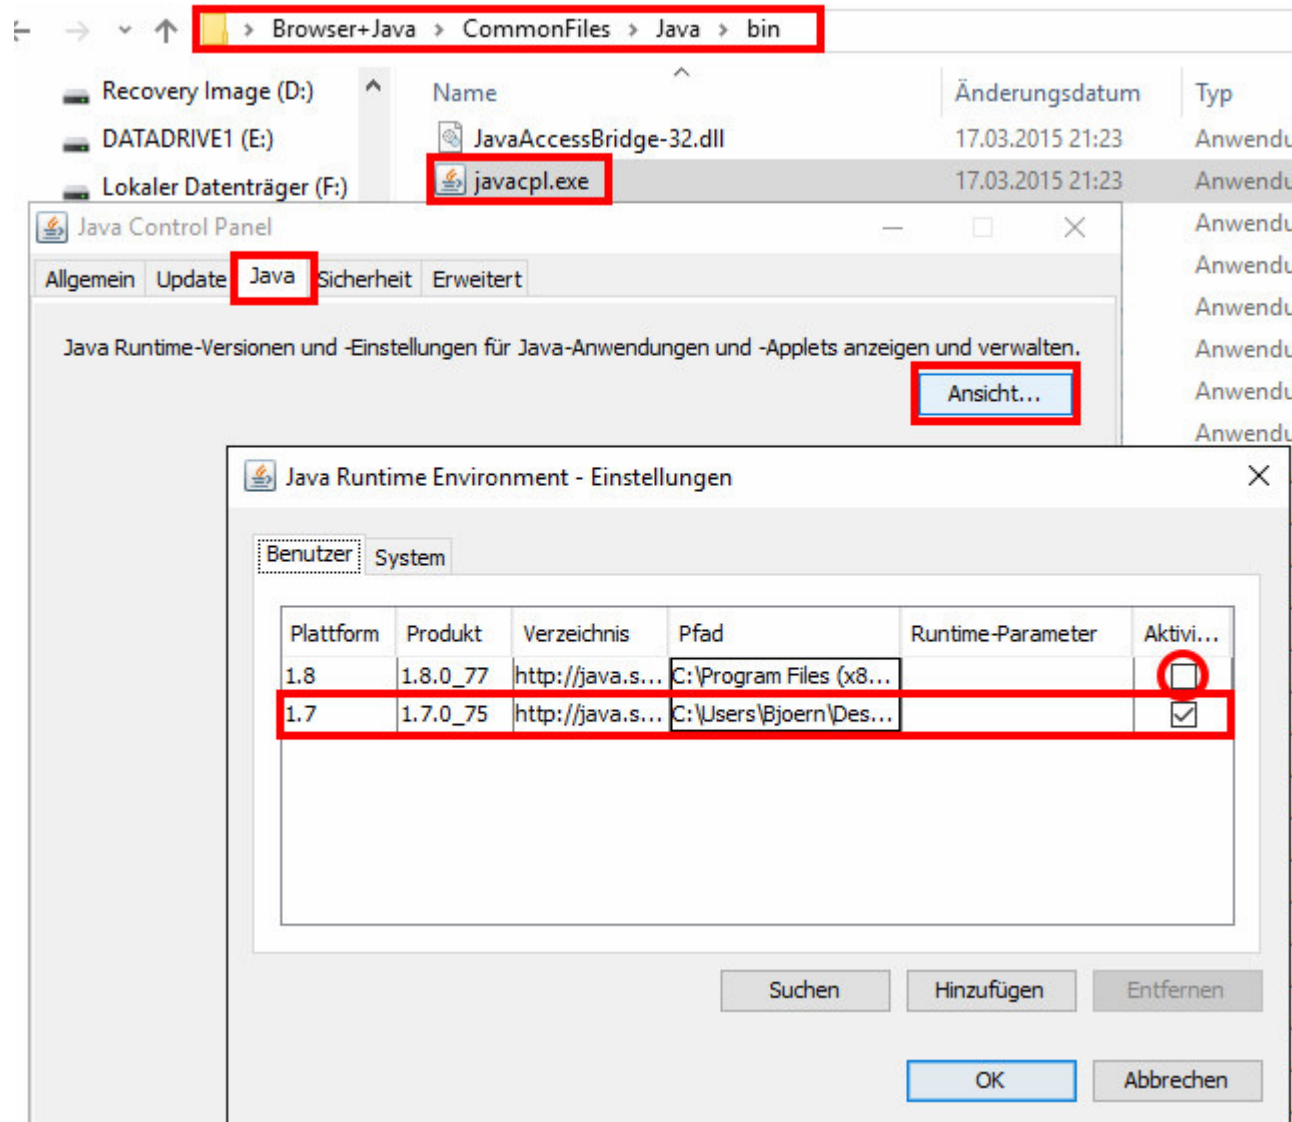 Browser+Java > CommonFiles > Java > bin
Recovery Image (D:)
DATADRIVE1 (E:)
Lokaler Datenträger (F:)
Name Änderungsdatum Typ
JavaAccessBridge-32.dll 17.03.2015 21:23 Anwendu
javacpl.exe 17.03.2015 21:23 Anwendu
Anwendu
Anwendu
Anwendu
Anwendu
Anwendu
Anwendu
Java Control Panel
Allgemein Update Java Sicherheit Erweitert
Java Runtime-Versionen und -Einstellungen für Java-Anwendungen und -Applets anzeigen und verwalten.
Ansicht...
Java Runtime Environment - Einstellungen
Benutzer System
Plattform Produkt Verzeichnis Pfad Runtime-Parameter Aktivi...
1.8 1.8.0_77 http://java.s... C:\Program Files (x8...
1.7 1.7.0_75 http://java.s... C:\Users\Bjoern\Des...
Suchen Hinzufügen Entfernen
OK Abbrechen